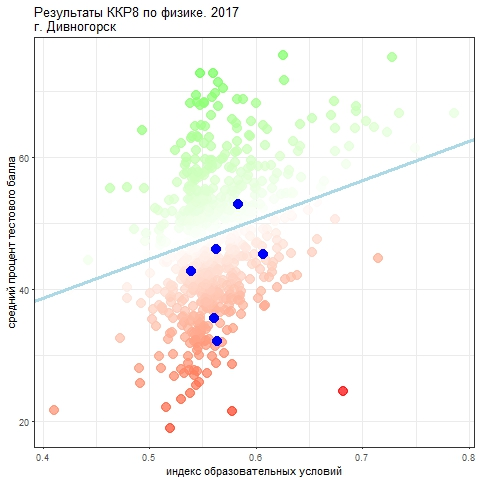 Результаты ККР8 по физике. 2017
г. Дивногорск
средний процент тестового балла
60
40
20
0.4 0.5 0.6 0.7 0.8
индекс образовательных условий